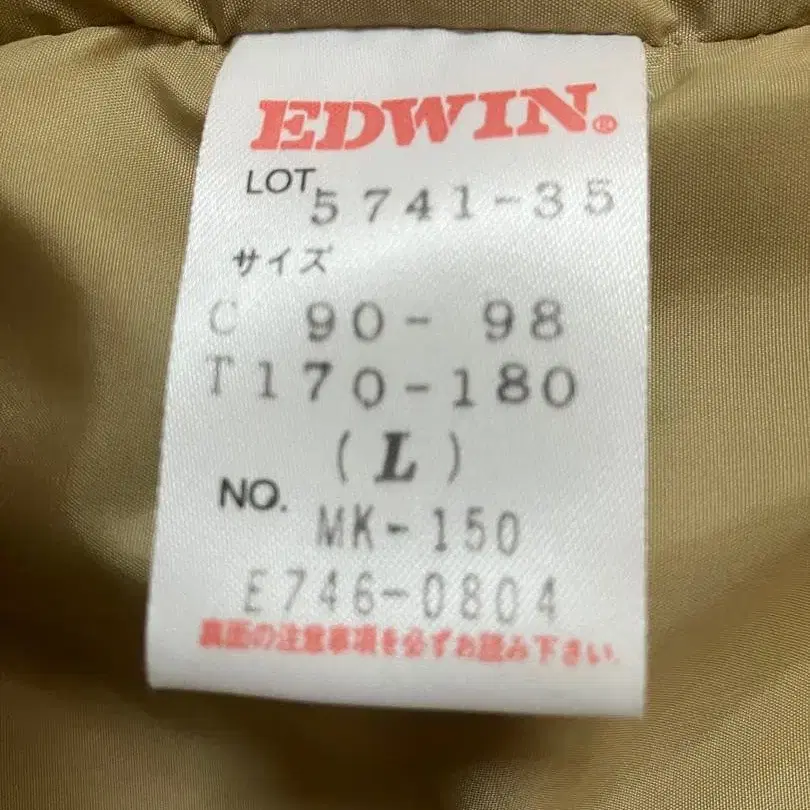 EDWIN®
LOT 5741-35
サイズ
C 90- 98
T170-180
(L)
NO. MK-150
E746-0804
裏面の注意事項を必ずお読み下さい